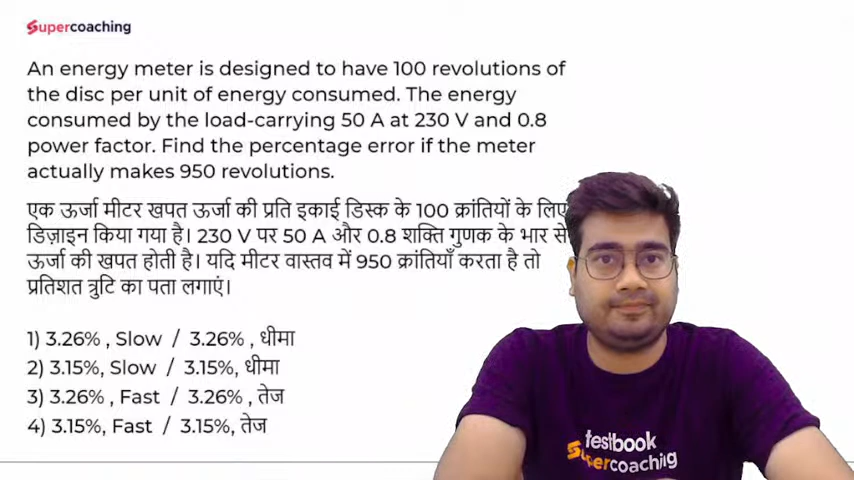 Supercoaching
An energy meter is designed to have 100 revolutions of
the disc per unit of energy consumed. The energy
consumed by the load-carrying 50 A at 230 V and 0.8
power factor. Find the percentage error if the meter
actually makes 950 revolutions.
एक ऊर्जा मीटर खपत ऊर्जा की प्रति इकाई डिस्क के 100 क्रांतियों के लिए
डिज़ाइन किया गया है। 230 V पर 50 A और 0.8 शक्ति गुणक के भार से
ऊर्जा की खपत होती है। यदि मीटर वास्तव में 950 क्रांतियाँ करता है तो
प्रतिशत त्रुटि का पता लगाएं।
1) 3.26% , Slow / 3.26% , धीमा
2) 3.15%, Slow / 3.15%, धीमा
3) 3.26% , Fast / 3.26% , तेज
4) 3.15%, Fast / 3.15%, तेज
testbook
Supercoaching